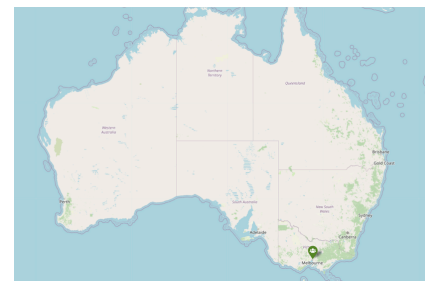 Northern
Territory
Queensland
Western
Australia
Brisbane
Gold Coast
Perth
South Australia
New South
Wales
Sydney
Adelaide
Canberra
Melbourne